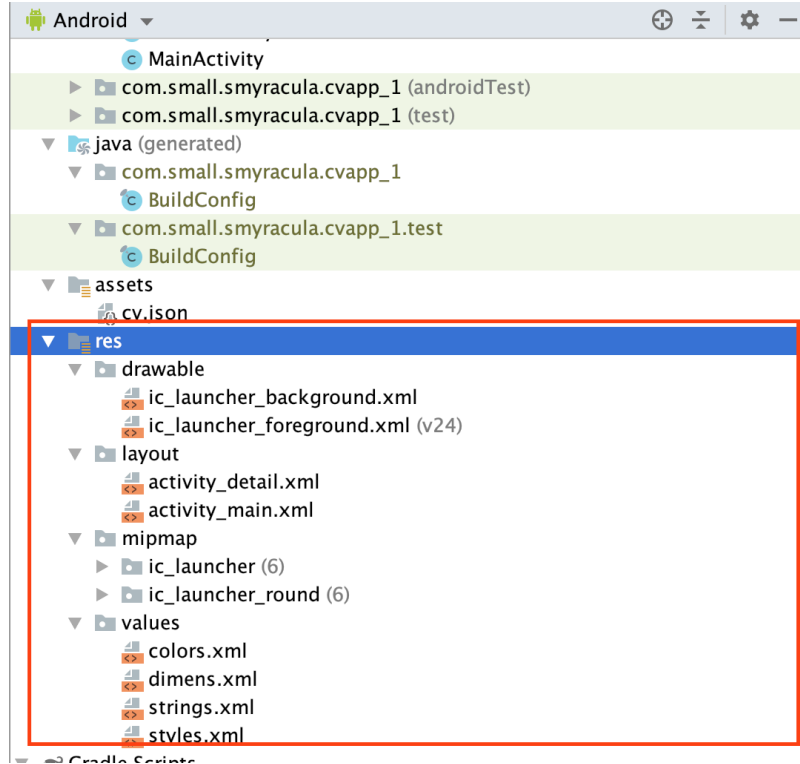 Android
MainActivity
com.small.smyracula.cvapp_1 (androidTest)
com.small.smyracula.cvapp_1 (test)
java (generated)
com.small.smyracula.cvapp_1
BuildConfig
com.small.smyracula.cvapp_1.test
BuildConfig
assets
cv.json
res
drawable
ic_launcher_background.xml
ic_launcher_foreground.xml (v24)
layout
activity_detail.xml
activity_main.xml
mipmap
ic_launcher (6)
ic_launcher_round (6)
values
colors.xml
dimens.xml
strings.xml
styles.xml
Gradle Scripts